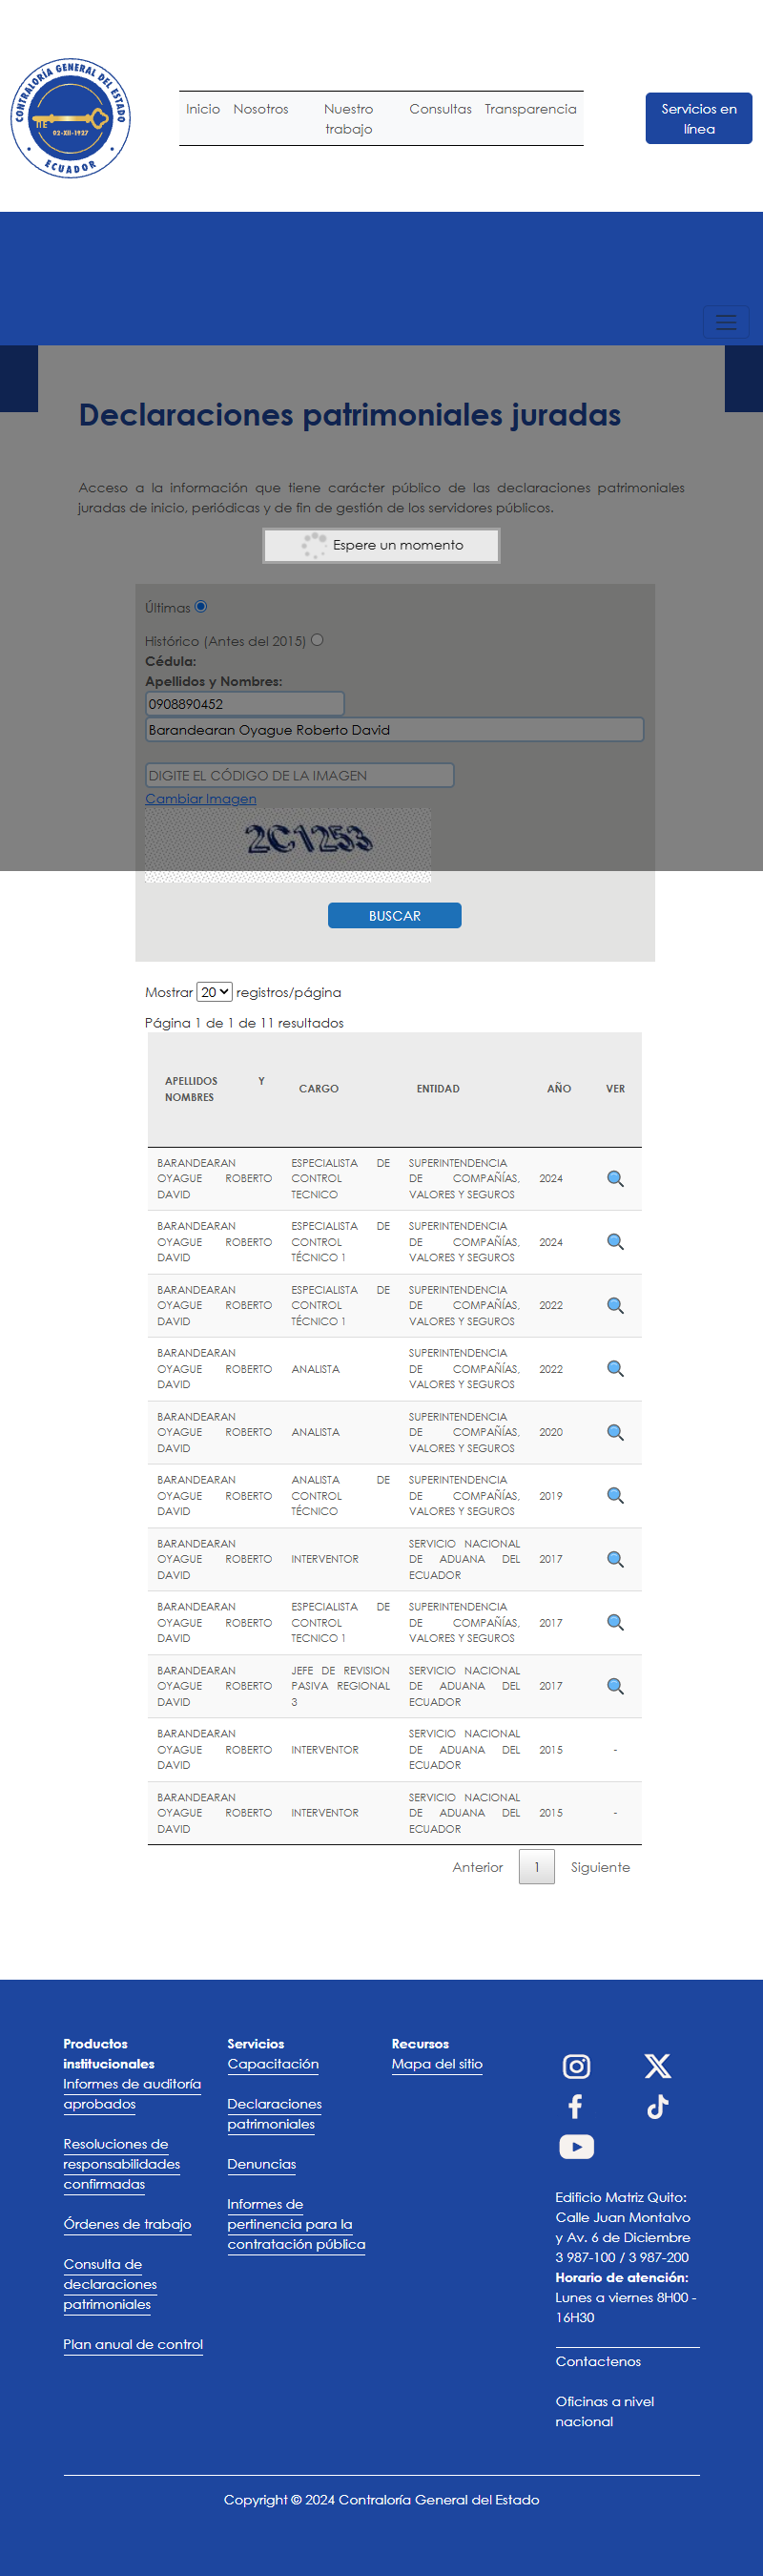 CONTRALORÍA GENERAL DEL ESTADO
02-XII-1927
ECUADOR
Inicio Nosotros Nuestro trabajo Consultas Transparencia
Servicios en
línea
Declaraciones patrimoniales juradas
Acceso a la información que tiene carácter público de las declaraciones patrimoniales
juradas de inicio, periódicas y de fin de gestión de los servidores públicos.
Espere un momento
Últimas
Histórico (Antes del 2015)
Cédula:
Apellidos y Nombres:
0908890452
Barandearan Oyague Roberto David
DIGITE EL CÓDIGO DE LA IMAGEN
Cambiar Imagen
2C1253
BUSCAR
Mostrar 20 registros/página
Página 1 de 1 de 11 resultados
APELLIDOS Y NOMBRES CARGO ENTIDAD AÑO VER
BARANDEARAN OYAGUE ROBERTO DAVID ESPECIALISTA DE CONTROL TECNICO SUPERINTENDENCIA DE COMPAÑÍAS, VALORES Y SEGUROS 2024
BARANDEARAN OYAGUE ROBERTO DAVID ESPECIALISTA DE CONTROL TÉCNICO 1 SUPERINTENDENCIA DE COMPAÑÍAS, VALORES Y SEGUROS 2024
BARANDEARAN OYAGUE ROBERTO DAVID ESPECIALISTA DE CONTROL TÉCNICO 1 SUPERINTENDENCIA DE COMPAÑÍAS, VALORES Y SEGUROS 2022
BARANDEARAN OYAGUE ROBERTO DAVID ANALISTA SUPERINTENDENCIA DE COMPAÑÍAS, VALORES Y SEGUROS 2022
BARANDEARAN OYAGUE ROBERTO DAVID ANALISTA SUPERINTENDENCIA DE COMPAÑÍAS, VALORES Y SEGUROS 2020
BARANDEARAN OYAGUE ROBERTO DAVID ANALISTA DE CONTROL TÉCNICO SUPERINTENDENCIA DE COMPAÑÍAS, VALORES Y SEGUROS 2019
BARANDEARAN OYAGUE ROBERTO DAVID INTERVENTOR SERVICIO NACIONAL DE ADUANA DEL ECUADOR 2017
BARANDEARAN OYAGUE ROBERTO DAVID ESPECIALISTA DE CONTROL TECNICO 1 SUPERINTENDENCIA DE COMPAÑÍAS, VALORES Y SEGUROS 2017
BARANDEARAN OYAGUE ROBERTO DAVID JEFE DE REVISION PASIVA REGIONAL 3 SERVICIO NACIONAL DE ADUANA DEL ECUADOR 2017
BARANDEARAN OYAGUE ROBERTO DAVID INTERVENTOR SERVICIO NACIONAL DE ADUANA DEL ECUADOR 2015 -
BARANDEARAN OYAGUE ROBERTO DAVID INTERVENTOR SERVICIO NACIONAL DE ADUANA DEL ECUADOR 2015 -
Anterior 1 Siguiente
Productos
institucionales
Informes de auditoría
aprobados
Resoluciones de
responsabilidades
confirmadas
Órdenes de trabajo
Consulta de
declaraciones
patrimoniales
Plan anual de control
Servicios
Capacitación
Declaraciones
patrimoniales
Denuncias
Informes de
pertinencia para la
contratación pública
Recursos
Mapa del sitio
Edificio Matriz Quito:
Calle Juan Montalvo
y Av. 6 de Diciembre
3 987-100 / 3 987-200
Horario de atención:
Lunes a viernes 8H00 -
16H30
Contactenos
Oficinas a nivel
nacional
Copyright © 2024 Contraloría General del Estado